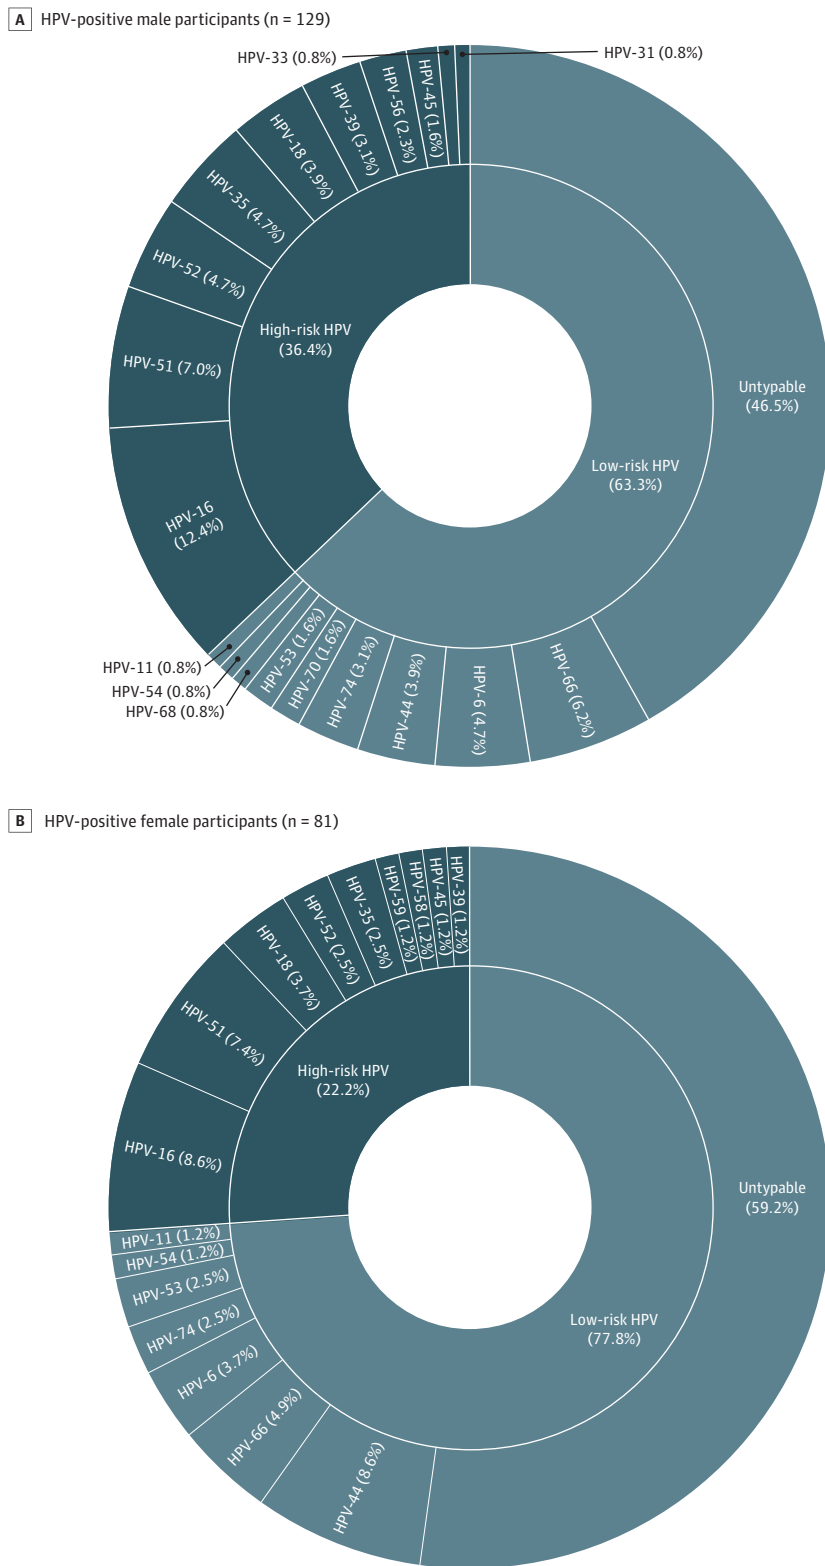 A HPV-positive male participants (n = 129)
HPV-33 (0.8%)
HPV-31 (0.8%)
HPV-45 (1.6%)
HPV-56 (2.3%)
HPV-39 (3.1%)
HPV-18 (3.9%)
HPV-35 (4.7%)
HPV-52 (4.7%)
HPV-51 (7.0%)
HPV-16
(12.4%)
High-risk HPV
(36.4%)
Untypable
(46.5%)
Low-risk HPV
(63.3%)
HPV-11 (0.8%)
HPV-54 (0.8%)
HPV-68 (0.8%)
HPV-53 (1.6%)
HPV-70 (1.6%)
HPV-74 (3.1%)
HPV-44 (3.9%)
HPV-6 (4.7%)
HPV-66 (6.2%)
B HPV-positive female participants (n = 81)
HPV-39 (1.2%)
HPV-45 (1.2%)
HPV-58 (1.2%)
HPV-59 (1.2%)
HPV-35 (2.5%)
HPV-52 (2.5%)
HPV-18 (3.7%)
HPV-51 (7.4%)
HPV-16 (8.6%)
High-risk HPV
(22.2%)
Untypable
(59.2%)
Low-risk HPV
(77.8%)
HPV-11 (1.2%)
HPV-54 (1.2%)
HPV-53 (2.5%)
HPV-74 (2.5%)
HPV-6 (3.7%)
HPV-66 (4.9%)
HPV-44 (8.6%)